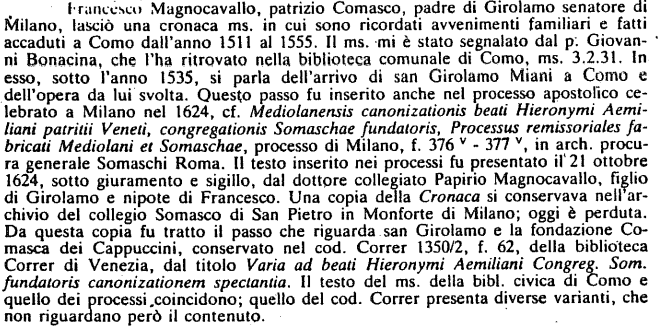 Francesco Magnocavallo, patrizio Comasco, padre di Girolamo senatore di
Milano, lasciò una cronaca ms. in cui sono ricordati avvenimenti familiari e fatti
accaduti a Como dall'anno 1511 al 1555. Il ms. mi è stato segnalato dal p. Giovan-
ni Bonacina, che l'ha ritrovato nella biblioteca comunale di Como, ms. 3.2.31. In
esso, sotto l'anno 1535, si parla dell'arrivo di san Girolamo Miani a Como e
dell'opera da lui svolta. Questo passo fu inserito anche nel processo apostolico ce-
lebrato a Milano nel 1624, cf. Mediolanensis canonizationis beati Hieronymi Aemi-
liani patritii Veneti, congregationis Somaschae fundatoris, Processus remissoriales fa-
bricati Mediolani et Somaschae, processo di Milano, f. 376 v - 377 v, in arch. procu-
ra generale Somaschi Roma. Il testo inserito nei processi fu presentato il 21 ottobre
1624, sotto giuramento e sigillo, dal dottore collegiato Papirio Magnocavallo, figlio
di Girolamo e nipote di Francesco. Una copia della Cronaca si conservava nell'ar-
chivio del collegio Somasco di San Pietro in Monforte di Milano; oggi è perduta.
Da questa copia fu tratto il passo che riguarda san Girolamo e la fondazione Co-
masca dei Cappuccini, conservato nel cod. Correr 1350/2, f. 62, della biblioteca
Correr di Venezia, dal titolo Varia ad beati Hieronymi Aemiliani Congreg. Som.
fundatoris canonizationem spectantia. Il testo del ms. della bibl. civica di Como e
quello dei processi coincidono; quello del cod. Correr presenta diverse varianti, che
non riguardano però il contenuto.